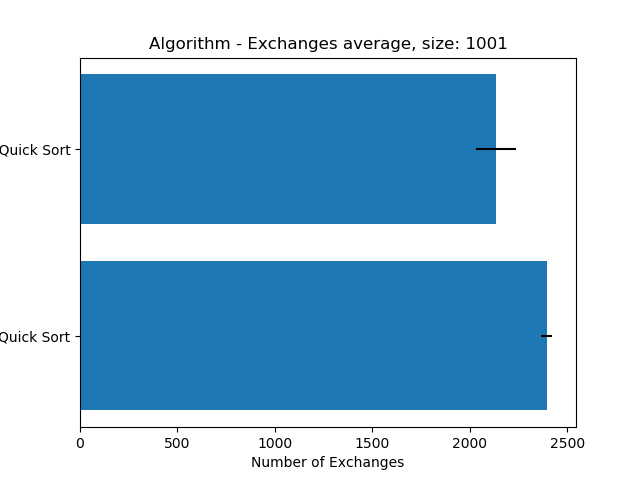 Algorithm - Exchanges average, size: 1001
Quick Sort
Quick Sort
0 500 1000 1500 2000 2500
Number of Exchanges